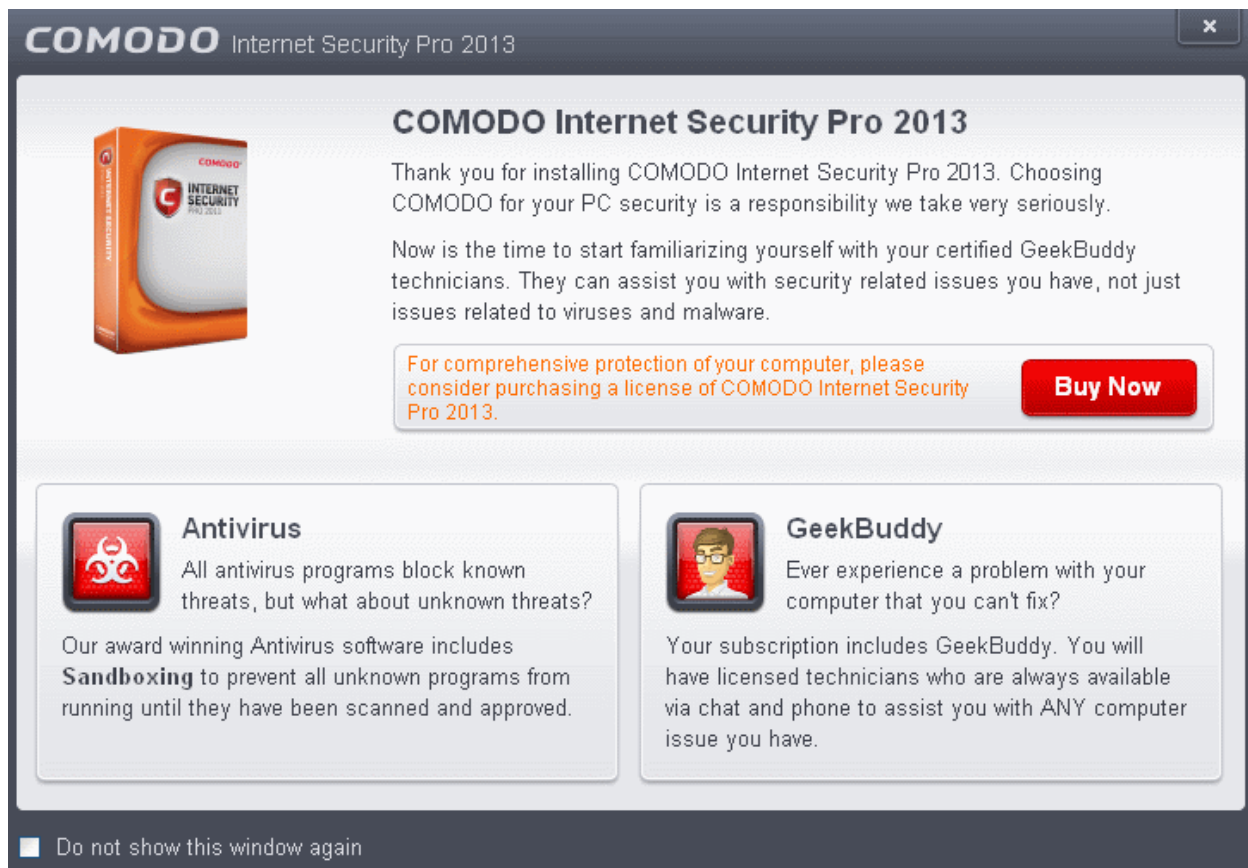 COMODO Internet Security Pro 2013
COMODO Internet Security Pro 2013
COMODO
INTERNET
SECURITY
PRO 2013
INTERNET SECURITY
Thank you for installing COMODO Internet Security Pro 2013. Choosing
COMODO for your PC security is a responsibility we take very seriously.
Now is the time to start familiarizing yourself with your certified GeekBuddy
technicians. They can assist you with security related issues you have, not just
issues related to viruses and malware.
For comprehensive protection of your computer, please
consider purchasing a license of COMODO Internet Security
Pro 2013.
Buy Now
Antivirus
All antivirus programs block known
threats, but what about unknown threats?
Our award winning Antivirus software includes
Sandboxing to prevent all unknown programs from
running until they have been scanned and approved.
GeekBuddy
Ever experience a problem with your
computer that you can't fix?
Your subscription includes GeekBuddy. You will
have licensed technicians who are always available
via chat and phone to assist you with ANY computer
issue you have.
Do not show this window again